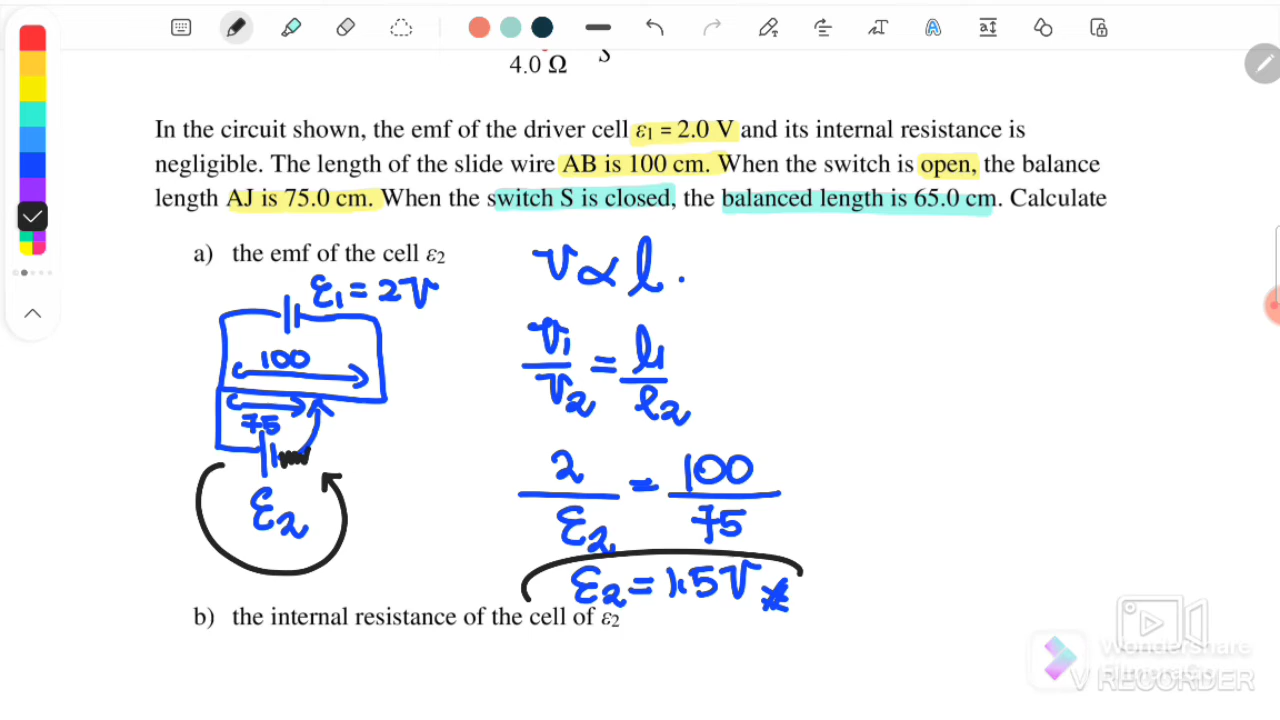 4.0 Ω S
In the circuit shown, the emf of the driver cell ε1 = 2.0 V and its internal resistance is
negligible. The length of the slide wire AB is 100 cm. When the switch is open, the balance
length AJ is 75.0 cm. When the switch S is closed, the balanced length is 65.0 cm. Calculate
a) the emf of the cell ε2
ε1 = 2V
100
75
ε2
V ∝ l.
V1/V2 = l1/l2
2/ε2 = 100/75
ε2 = 1.5V
b) the internal resistance of the cell of ε2
Wondershare
FilmoraGo
V RECORDER